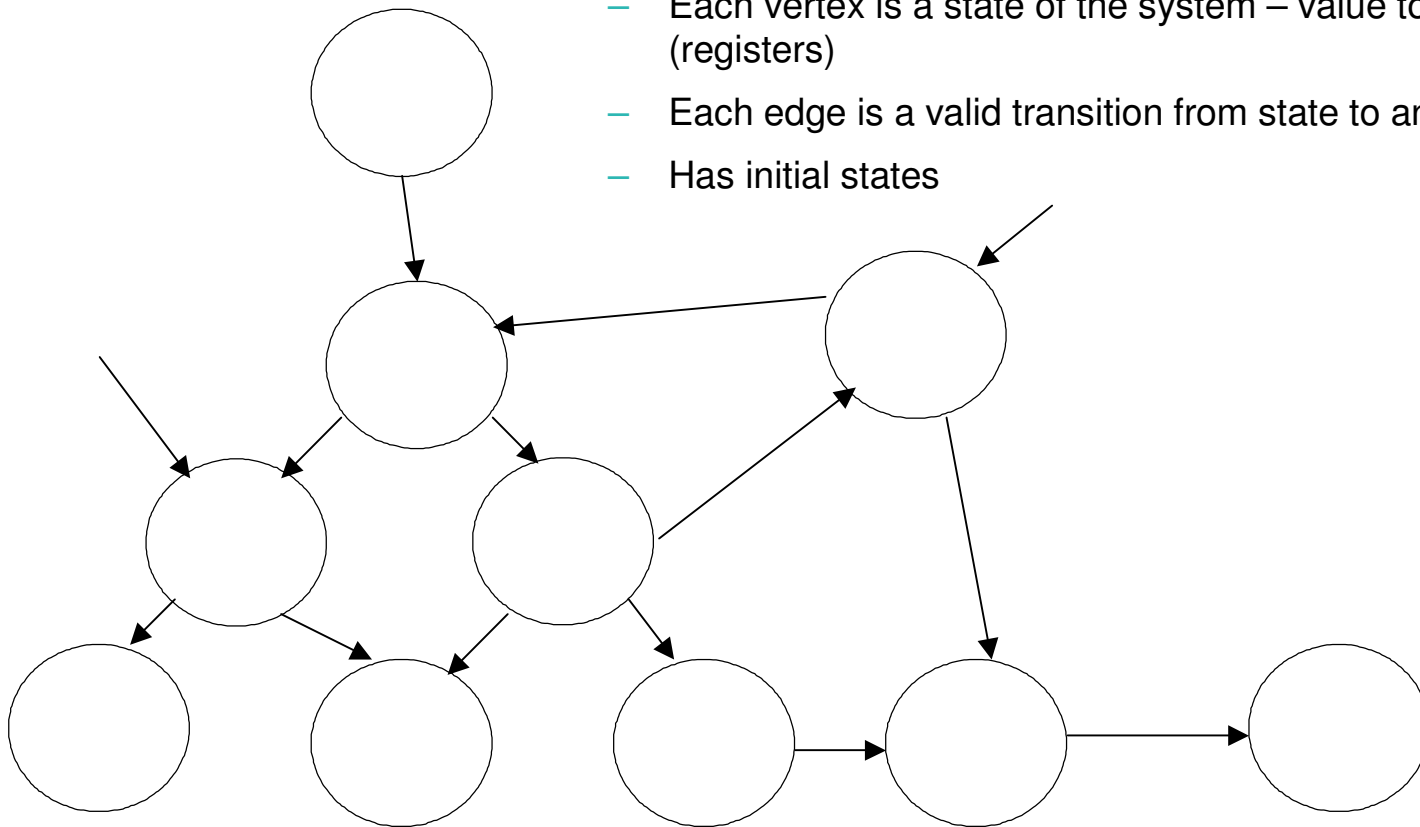 – Each vertex is a state of the system – value to
(registers)
– Each edge is a valid transition from state to
– Has initial states